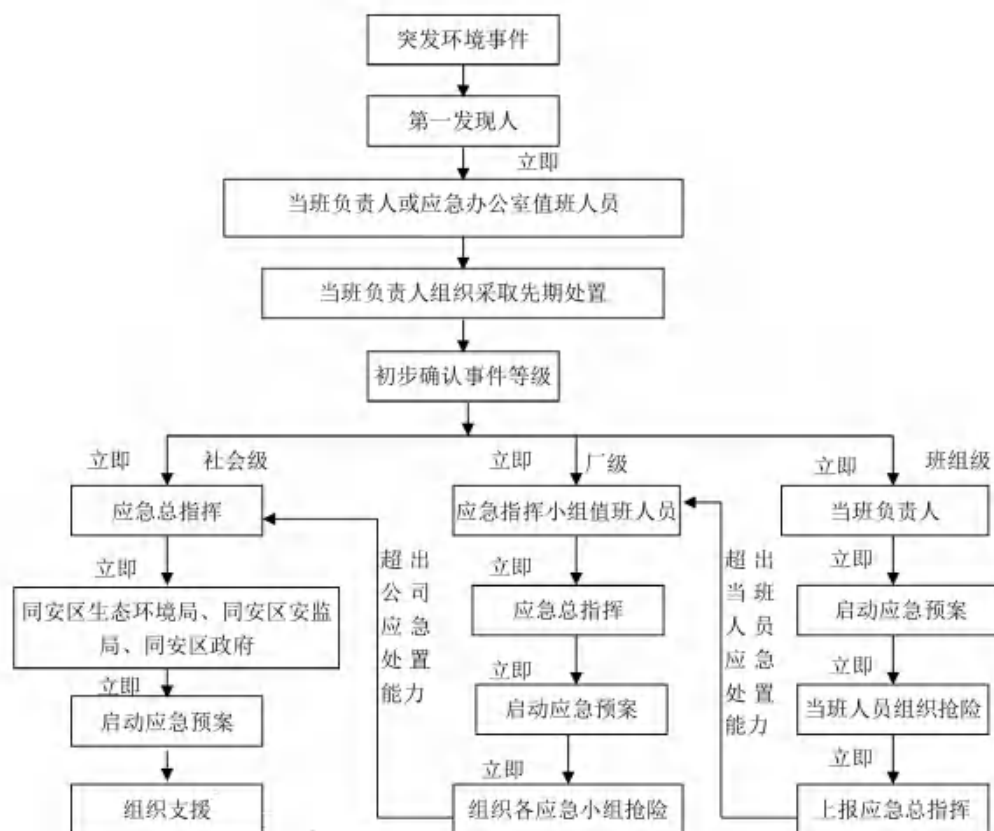 突发环境事件
第一发现人
立即
当班负责人或应急办公室值班人员
当班负责人组织采取先期处置
初步确认事件等级
立即
社会级
立即
厂级
立即
班组级
应急总指挥
应急指挥小组值班人员
当班负责人
立即
立即
立即
超出
公司
应急
处置
能力
超出
当班
人员
应急
处置
能力
同安区生态环境局、同安区安监
局、同安区政府
应急总指挥
启动应急预案
立即
立即
立即
启动应急预案
启动应急预案
当班人员组织抢险
立即
立即
组织支援
组织各应急小组抢险
上报应急总指挥